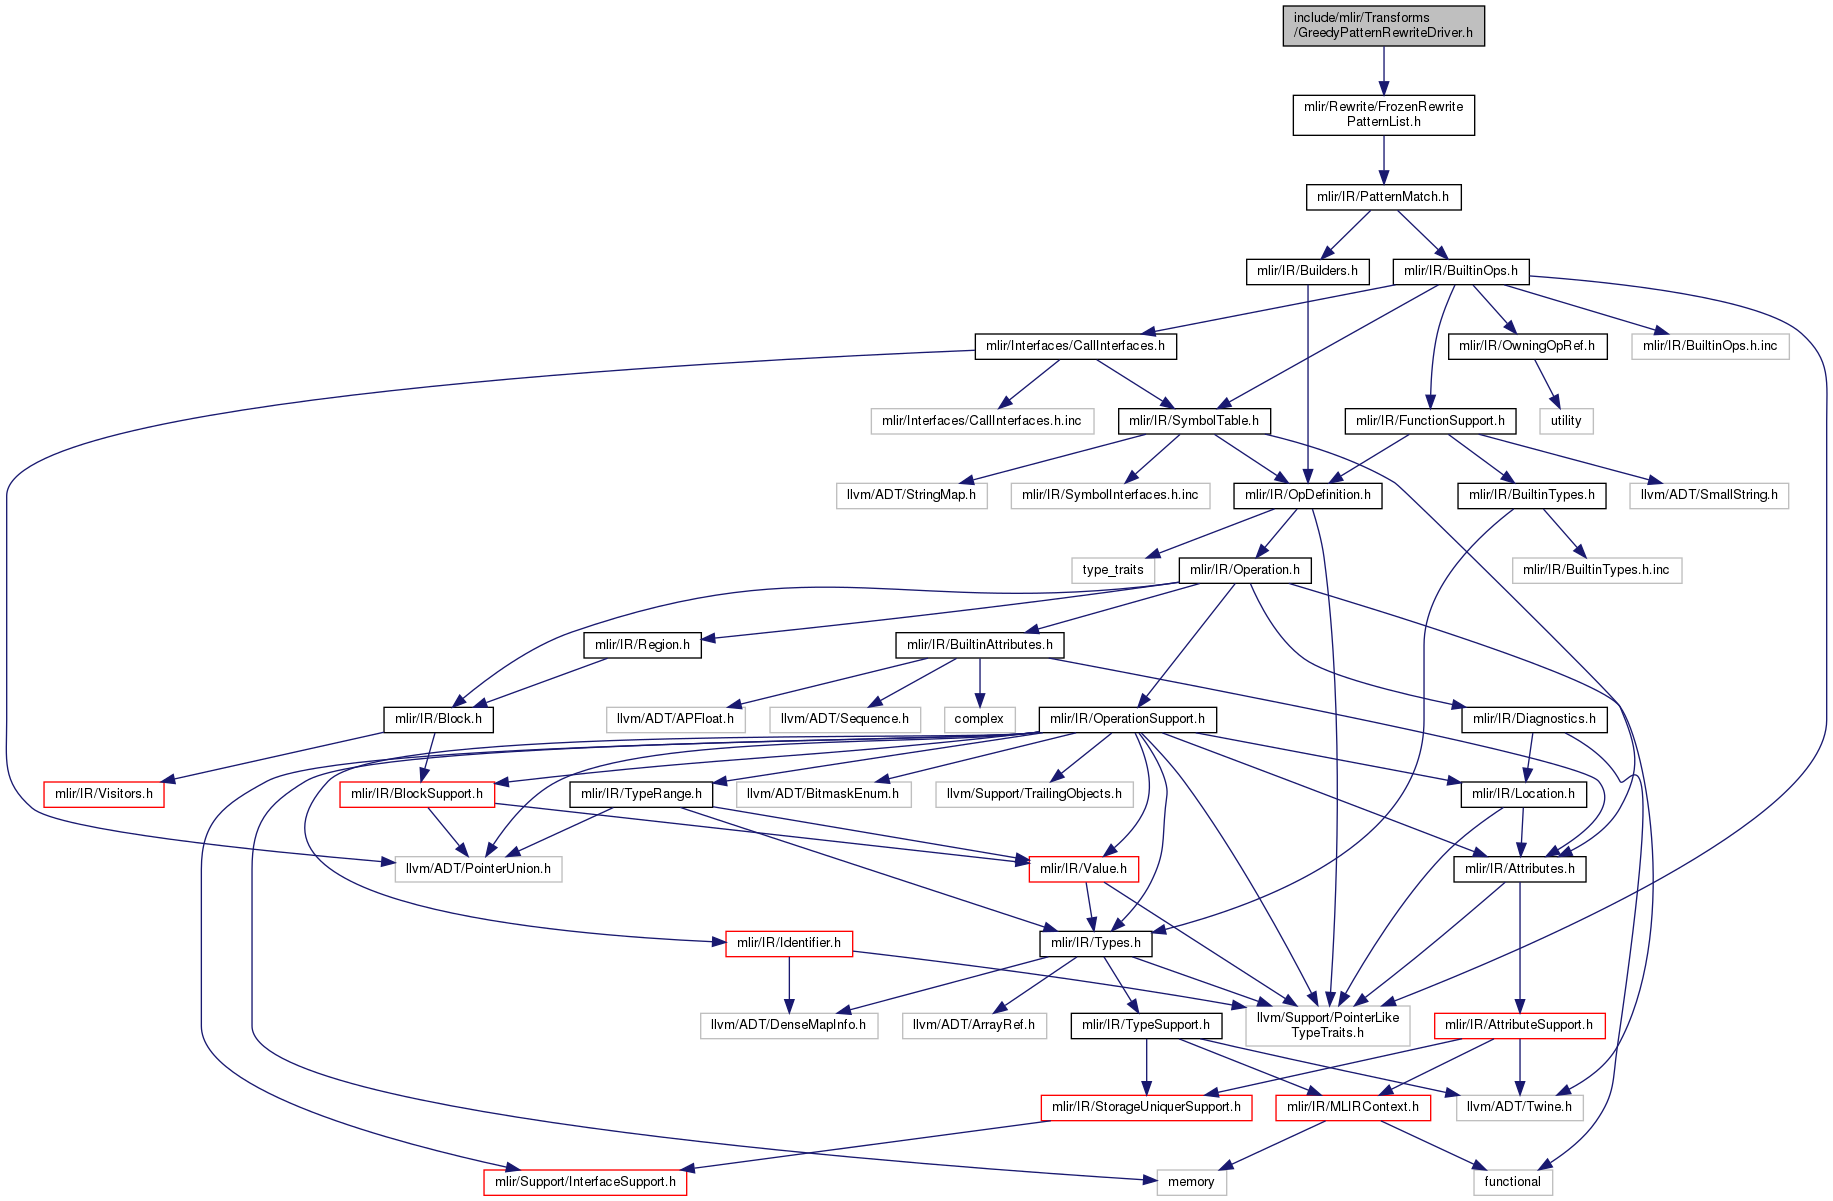 include/mlir/Transforms
/GreedyPatternRewriteDriver.h
mlir/Rewrite/FrozenRewrite
PatternList.h
mlir/IR/PatternMatch.h
mlir/IR/Builders.h
mlir/IR/BuiltinOps.h
mlir/Interfaces/CallInterfaces.h
mlir/IR/OwningOpRef.h
mlir/IR/BuiltinOps.h.inc
mlir/Interfaces/CallInterfaces.h.inc
mlir/IR/SymbolTable.h
mlir/IR/FunctionSupport.h
utility
llvm/ADT/StringMap.h
mlir/IR/SymbolInterfaces.h.inc
mlir/IR/OpDefinition.h
mlir/IR/BuiltinTypes.h
llvm/ADT/SmallString.h
type_traits
mlir/IR/Operation.h
mlir/IR/BuiltinTypes.h.inc
mlir/IR/Region.h
mlir/IR/BuiltinAttributes.h
mlir/IR/Block.h
llvm/ADT/APFloat.h
llvm/ADT/Sequence.h
complex
mlir/IR/OperationSupport.h
mlir/IR/Diagnostics.h
mlir/IR/Visitors.h
mlir/IR/BlockSupport.h
mlir/IR/TypeRange.h
llvm/ADT/BitmaskEnum.h
llvm/Support/TrailingObjects.h
mlir/IR/Location.h
llvm/ADT/PointerUnion.h
mlir/IR/Value.h
mlir/IR/Attributes.h
mlir/IR/Identifier.h
mlir/IR/Types.h
llvm/ADT/DenseMapInfo.h
llvm/ADT/ArrayRef.h
mlir/IR/TypeSupport.h
llvm/Support/PointerLike
TypeTraits.h
mlir/IR/AttributeSupport.h
mlir/IR/StorageUniquerSupport.h
mlir/IR/MLIRContext.h
llvm/ADT/Twine.h
mlir/Support/InterfaceSupport.h
memory
functional